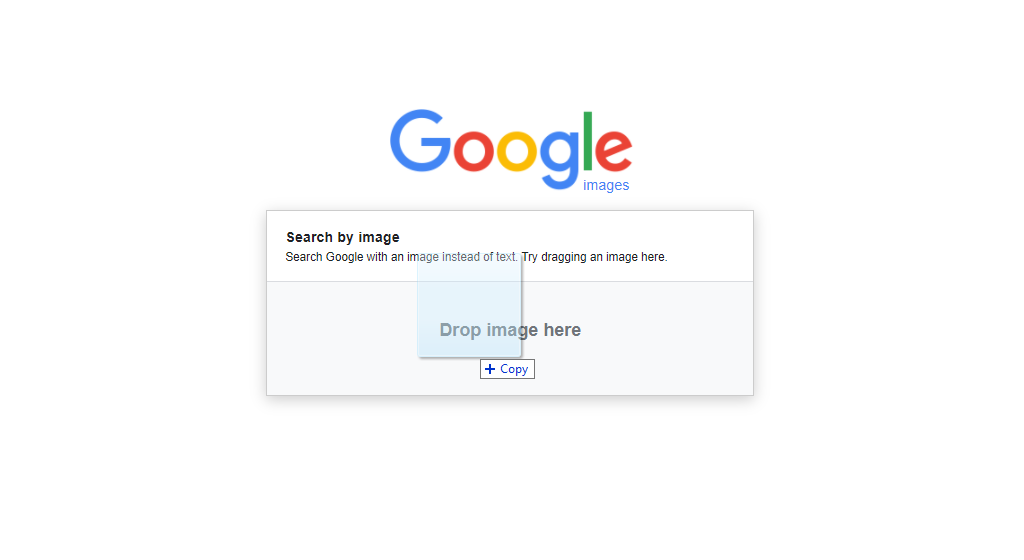 Google
images
Search by image
Search Google with an image instead of text. Try dragging an image here.
Drop image here
Copy